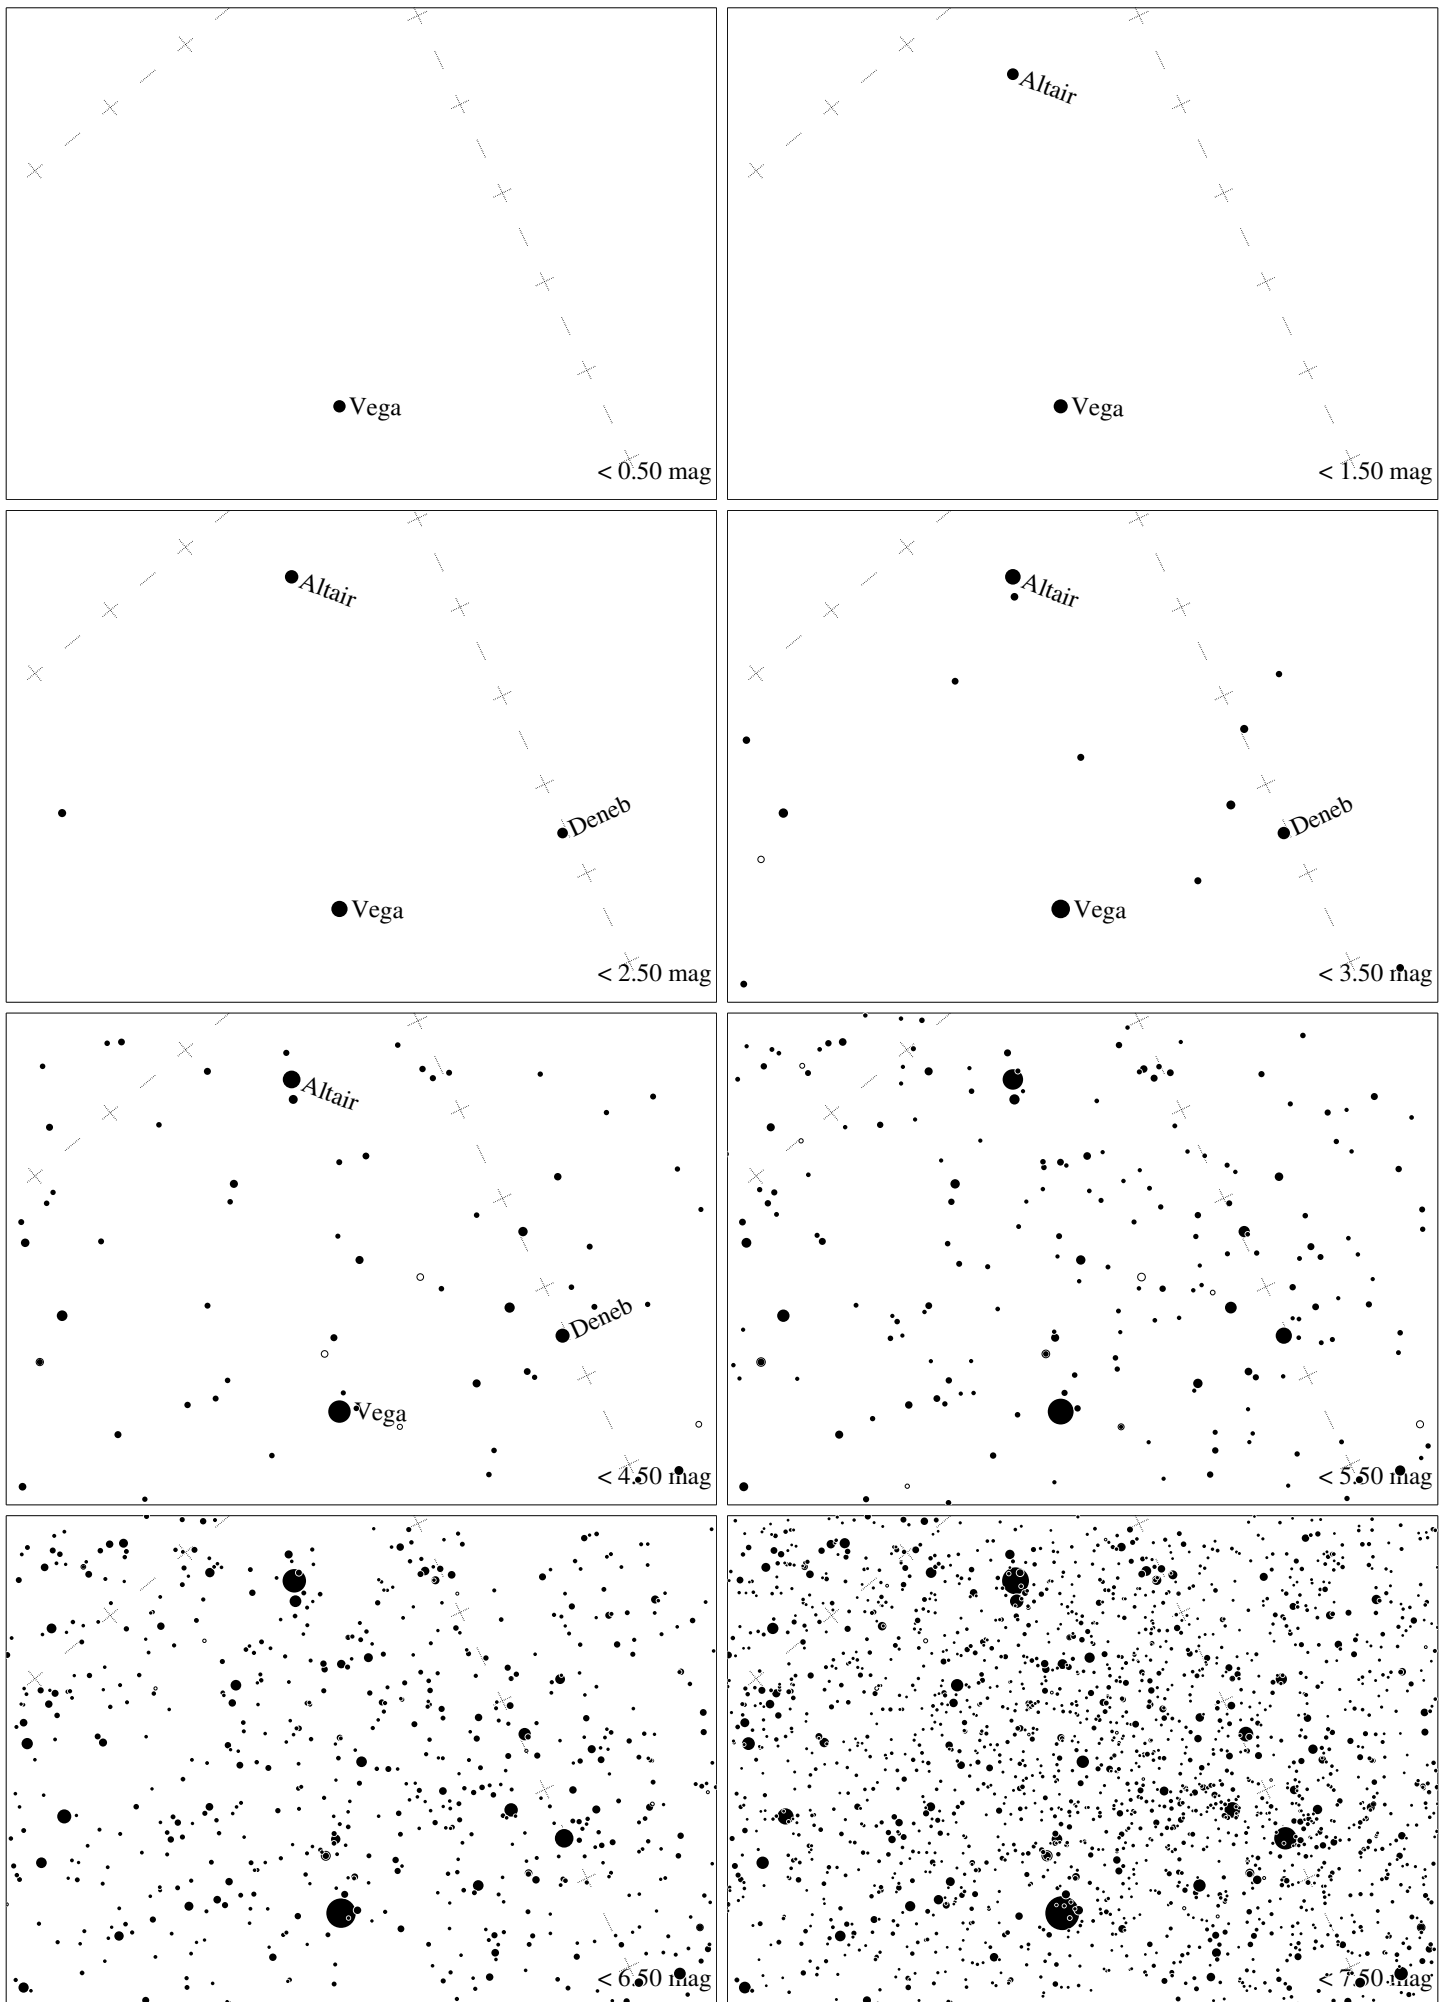 Vega
< 0.50 mag
Altair
Vega
< 1.50 mag
Altair
Deneb
Vega
< 2.50 mag
Altair
Deneb
Vega
< 3.50 mag
Altair
Deneb
Vega
< 4.50 mag
< 5.50 mag
< 6.50 mag
< 7.50 mag